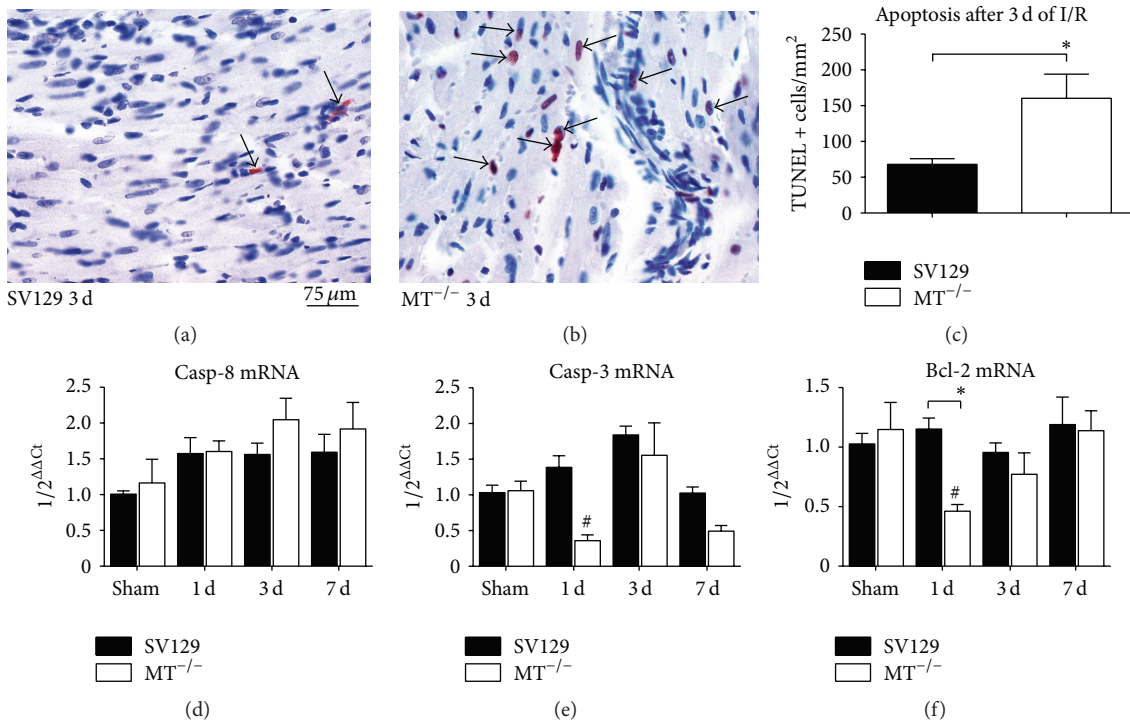 SV129 3 d
75 μm
(a)
MT−/− 3 d
(b)
Apoptosis after 3 d of I/R
TUNEL + cells/mm²
250
200
150
100
50
0
*
SV129
MT−/−
(c)
Casp-8 mRNA
1/2ΔΔCt
2.5
2.0
1.5
1.0
0.5
0
Sham 1 d 3 d 7 d
SV129
MT−/−
(d)
Casp-3 mRNA
1/2ΔΔCt
2.5
2.0
1.5
1.0
0.5
0
#
Sham 1 d 3 d 7 d
SV129
MT−/−
(e)
Bcl-2 mRNA
1/2ΔΔCt
1.5
1.0
0.5
0
*
#
Sham 1 d 3 d 7 d
SV129
MT−/−
(f)